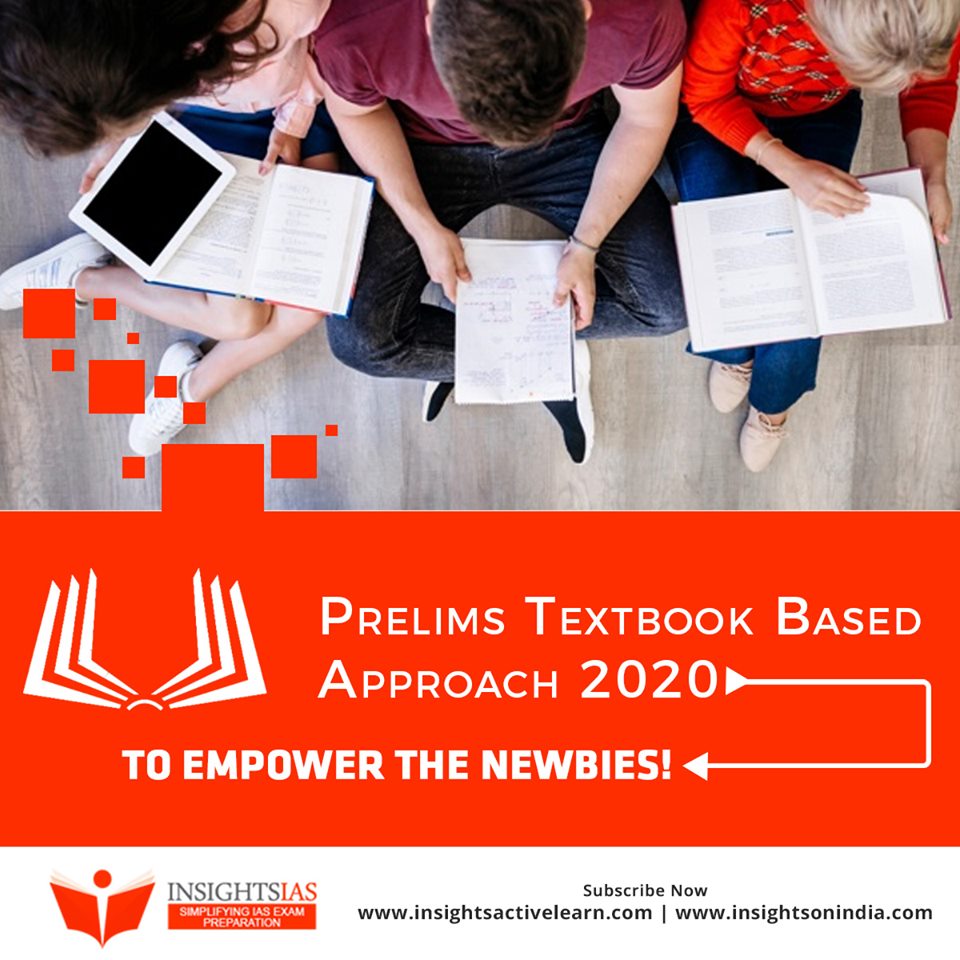 Prelims Textbook Based
Approach 2020
TO EMPOWER THE NEWBIES!
INSIGHTSIAS
SIMPLIFYING IAS EXAM
PREPARATION
Subscribe Now
www.insightsactivelearn.com | www.insightsonindia.com